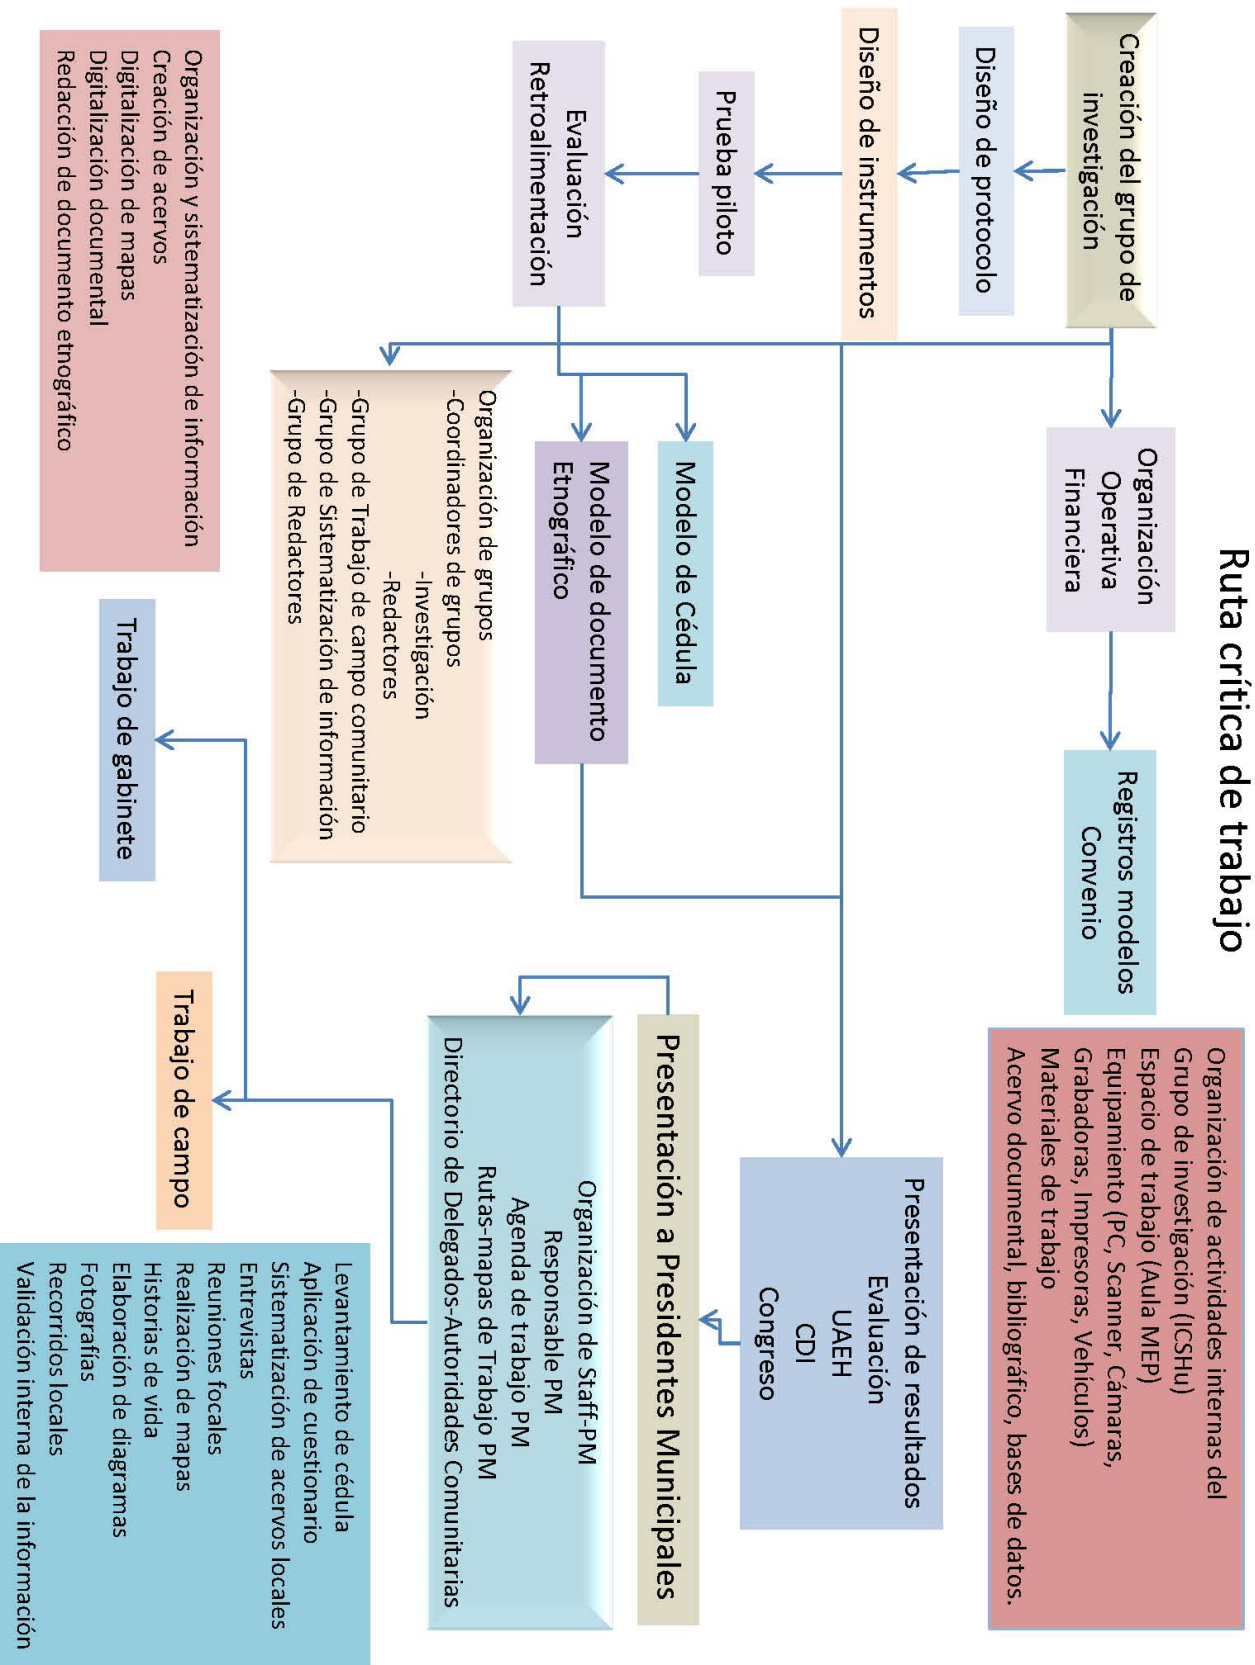 Ruta crítica de trabajo
Creación del grupo de
investigación
Diseño de protocolo
Diseño de instrumentos
Prueba piloto
Evaluación
Retroalimentación
Organización
Operativa
Financiera
Registros modelos
Convenio
Organización de actividades internas del
Grupo de investigación (ICSHu)
Espacio de trabajo (Aula MEP)
Equipamiento (PC, Scanner, Cámaras,
Grabadoras, Impresoras, Vehículos)
Materiales de trabajo
Acervo documental, bibliográfico, bases de datos.
Modelo de Cédula
Modelo de documento
Etnográfico
Organización de grupos
-Coordinadores de grupos
-Investigación
-Redactores
-Grupo de Trabajo de campo comunitario
-Grupo de Sistematización de información
-Grupo de Redactores
Presentación de resultados
Evaluación
UAEH
CDI
Congreso
Presentación a Presidentes Municipales
Organización de Staff-PM
Responsable PM
Agenda de trabajo PM
Rutas-mapas de Trabajo PM
Directorio de Delegados-Autoridades Comunitarias
Organización y sistematización de información
Creación de acervos
Digitalización de mapas
Digitalización documental
Redacción de documento etnográfico
Trabajo de gabinete
Trabajo de campo
Levantamiento de cédula
Aplicación de cuestionario
Sistematización de acervos locales
Entrevistas
Reuniones focales
Realización de mapas
Historias de vida
Elaboración de diagramas
Fotografías
Recorridos locales
Validación interna de la información